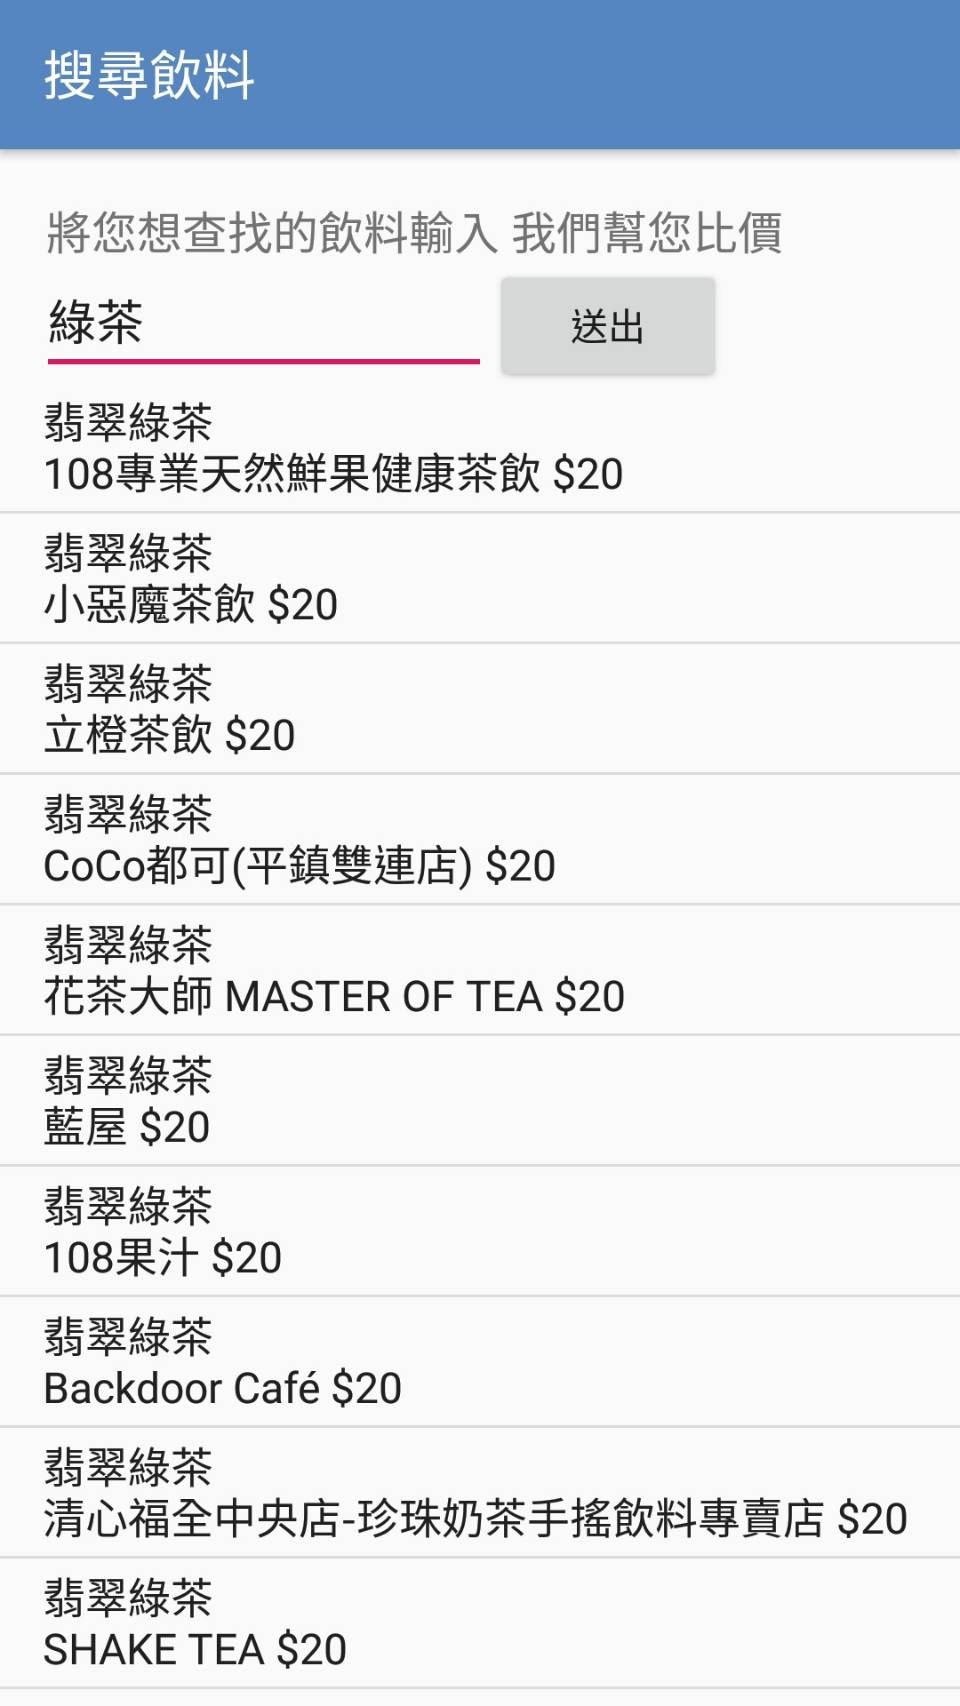 搜尋飲料
將您想查找的飲料輸入 我們幫您比價
綠茶
送出
翡翠綠茶
108專業天然鮮果健康茶飲 $20
翡翠綠茶
小惡魔茶飲 $20
翡翠綠茶
立橙茶飲 $20
翡翠綠茶
CoCo都可(平鎮雙連店) $20
翡翠綠茶
花茶大師 MASTER OF TEA $20
翡翠綠茶
藍屋 $20
翡翠綠茶
108果汁 $20
翡翠綠茶
Backdoor Café $20
翡翠綠茶
清心福全中央店-珍珠奶茶手搖飲料專賣店 $20
翡翠綠茶
SHAKE TEA $20